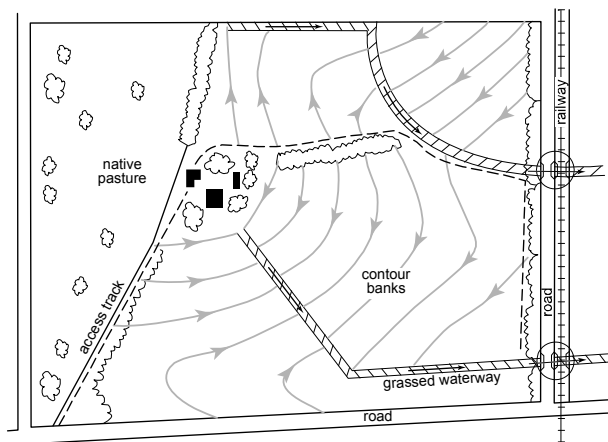 railway
native
pasture
access track
contour
banks
road
grassed waterway
road